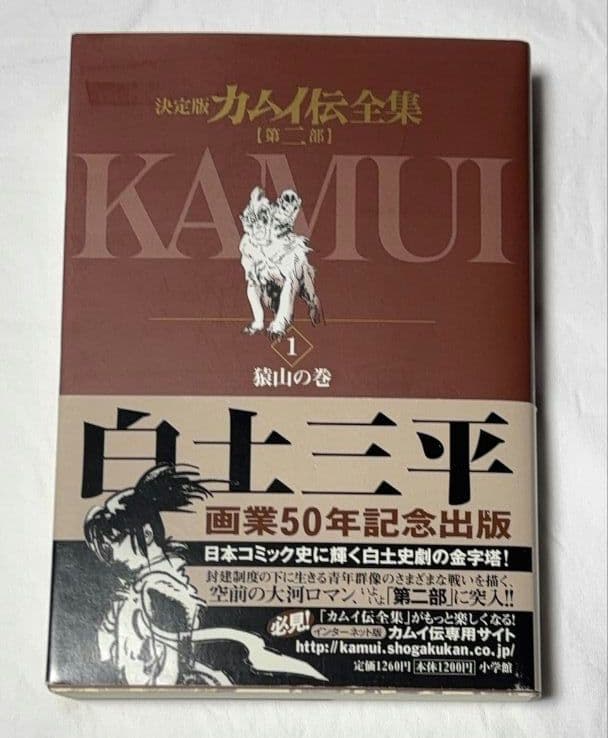 決定版 カムイ伝全集
[第二部]
KAMUI
1
猿山の巻
白土三平
画業50年記念出版
日本コミック史に輝く白土史劇の金字塔!
封建制度の下に生きる青年群像のさまざまな戦いを描く、
空前の大河ロマン、いよいよ「第二部」に突入!!
必見!
「カムイ伝全集」がもっと楽しくなる!
インターネット版 カムイ伝専用サイト
http://kamui.shogakukan.co.jp/
定価1260円 本体1200円 小学館